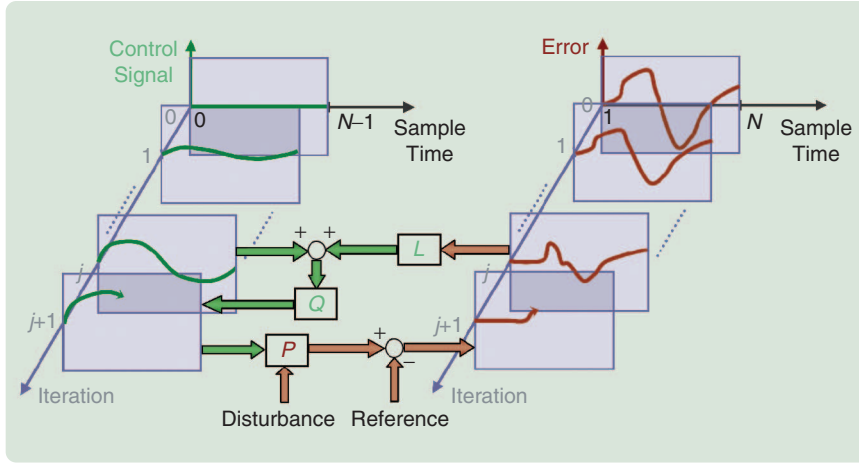 Control
Signal
0
0
N–1
Sample
Time
1
j
j+1
Iteration
Error
0
1
N
Sample
Time
1
j
j+1
Iteration
+
+
L
Q
P
+
–
Disturbance
Reference